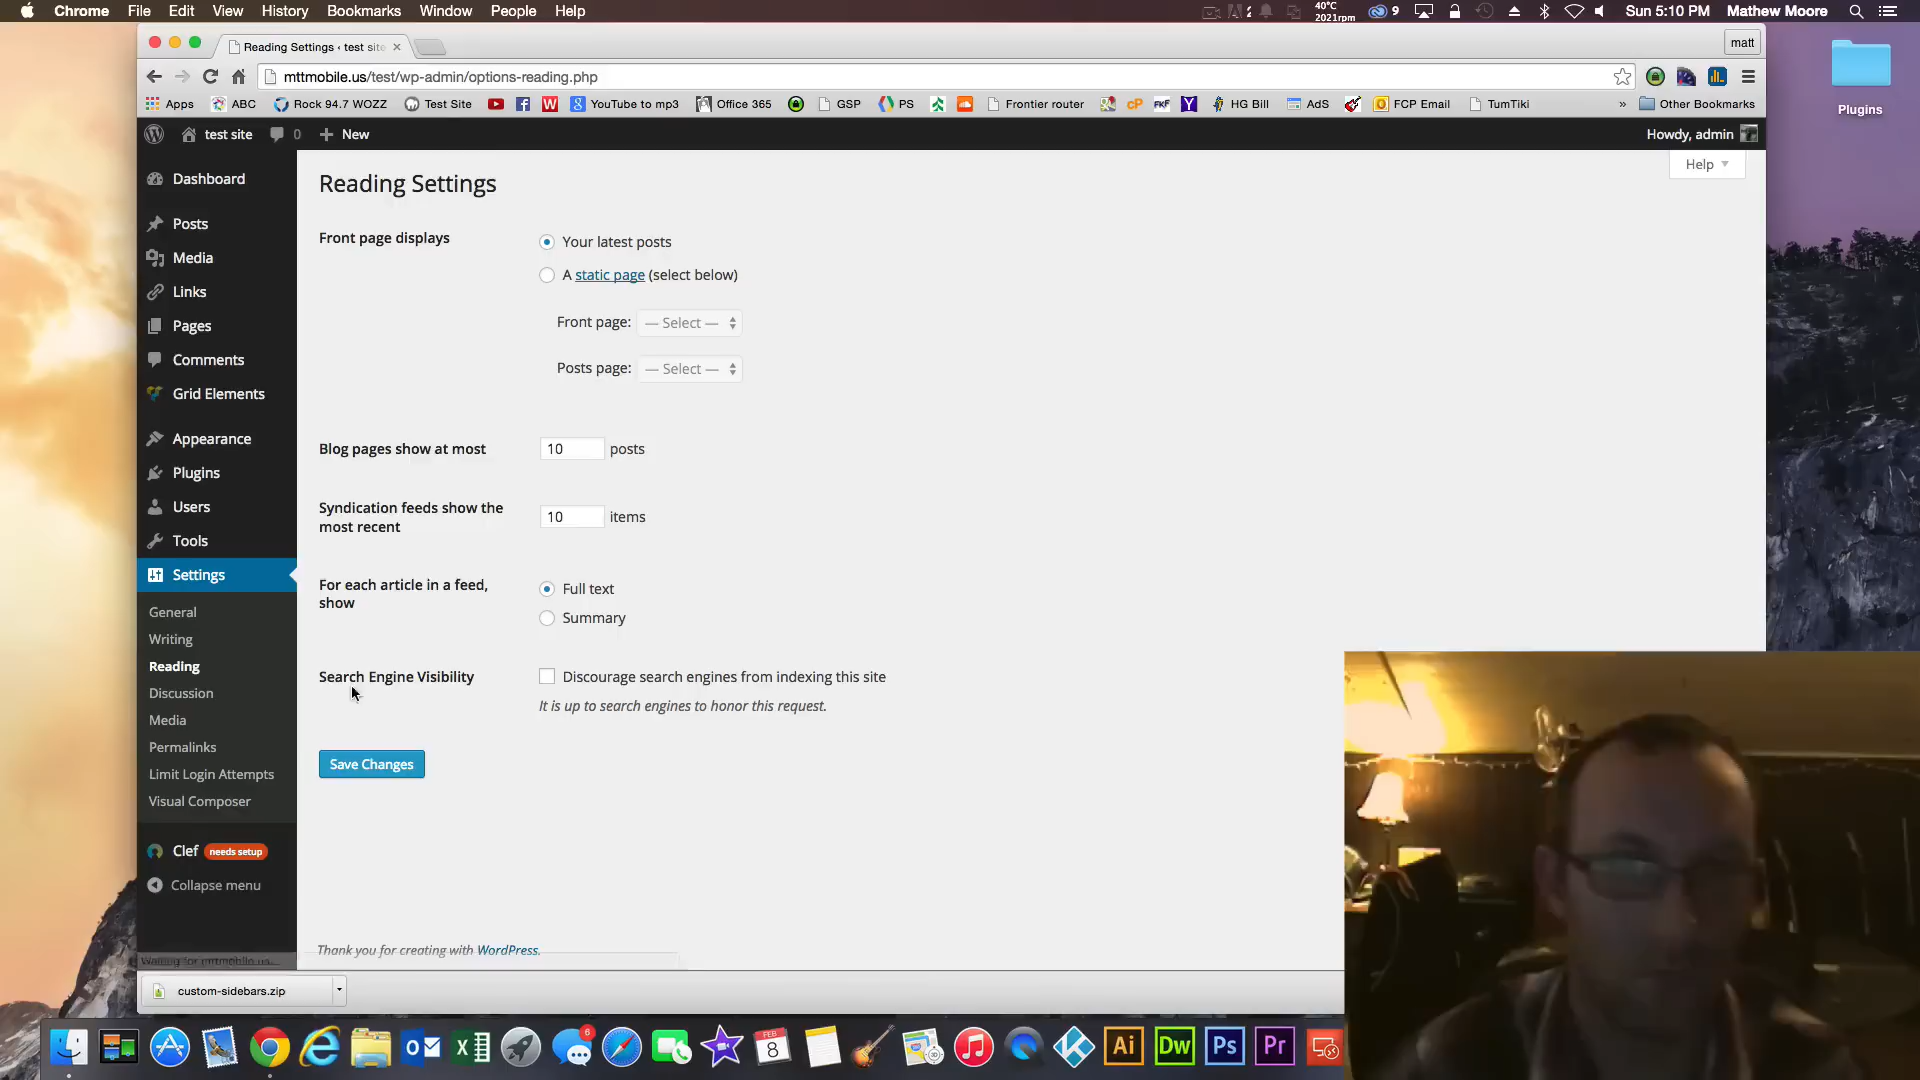 Chrome File Edit View History Bookmarks Window People Help
2 40°C 2021rpm 9 Sun 5:10 PM Mathew Moore
Reading Settings ‹ test site
matt
mttmobile.us/test/wp-admin/options-reading.php
Apps ABC Rock 94.7 WOZZ Test Site YouTube to mp3 Office 365 GSP PS Frontier router cP FKF HG Bill AdS FCP Email TumTiki » Other Bookmarks
Plugins
test site 0 New Howdy, admin
Help
Dashboard
Posts
Media
Links
Pages
Comments
Grid Elements
Appearance
Plugins
Users
Tools
Settings
General
Writing
Reading
Discussion
Media
Permalinks
Limit Login Attempts
Visual Composer
Clef needs setup
Collapse menu
Reading Settings
Front page displays
Your latest posts
A static page (select below)
Front page: — Select —
Posts page: — Select —
Blog pages show at most 10 posts
Syndication feeds show the most recent 10 items
For each article in a feed, show
Full text
Summary
Search Engine Visibility
Discourage search engines from indexing this site
It is up to search engines to honor this request.
Save Changes
Thank you for creating with WordPress.
Waiting for mttmobile.us...
custom-sidebars.zip
6 FEB 8 Ai Dw Ps Pr